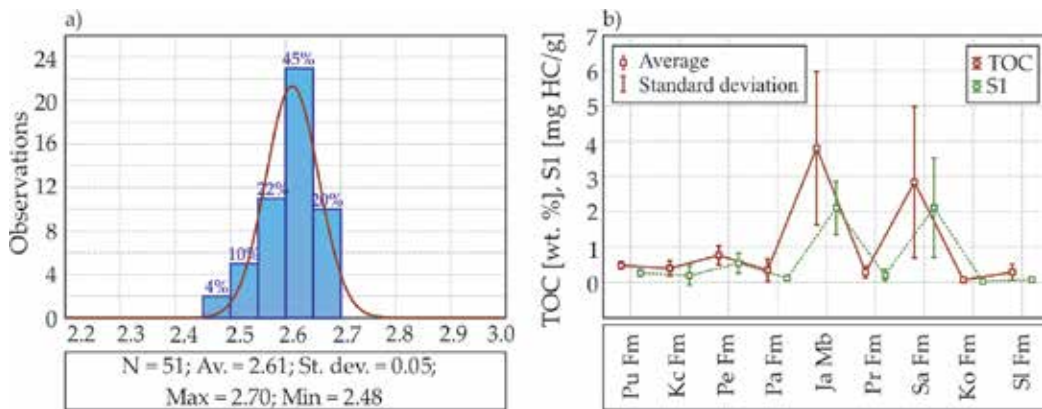 a)
Observations
24
20
16
12
8
4
0
4%
10%
22%
45%
20%
2.2 2.3 2.4 2.5 2.6 2.7 2.8 2.9 3.0
N = 51; Av. = 2.61; St. dev. = 0.05;
Max = 2.70; Min = 2.48
b)
TOC [wt. %], S1 [mg HC/g]
7
6
5
4
3
2
1
0
Average
Standard deviation
TOC
S1
Pu Fm
Kc Fm
Pe Fm
Pa Fm
Ja Mb
Pr Fm
Sa Fm
Ko Fm
Sl Fm